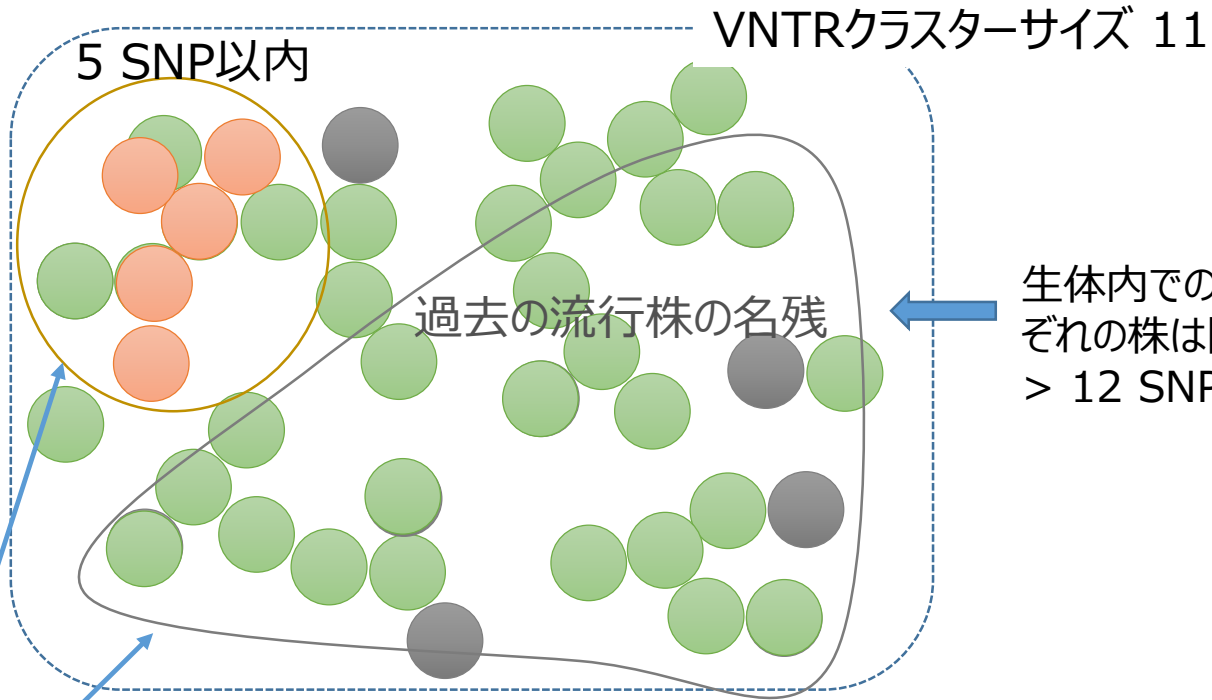 VNTRクラスターサイズ 11
5 SNP以内
過去の流行株の名残
生体内での
ぞれの株は
> 12 SNP